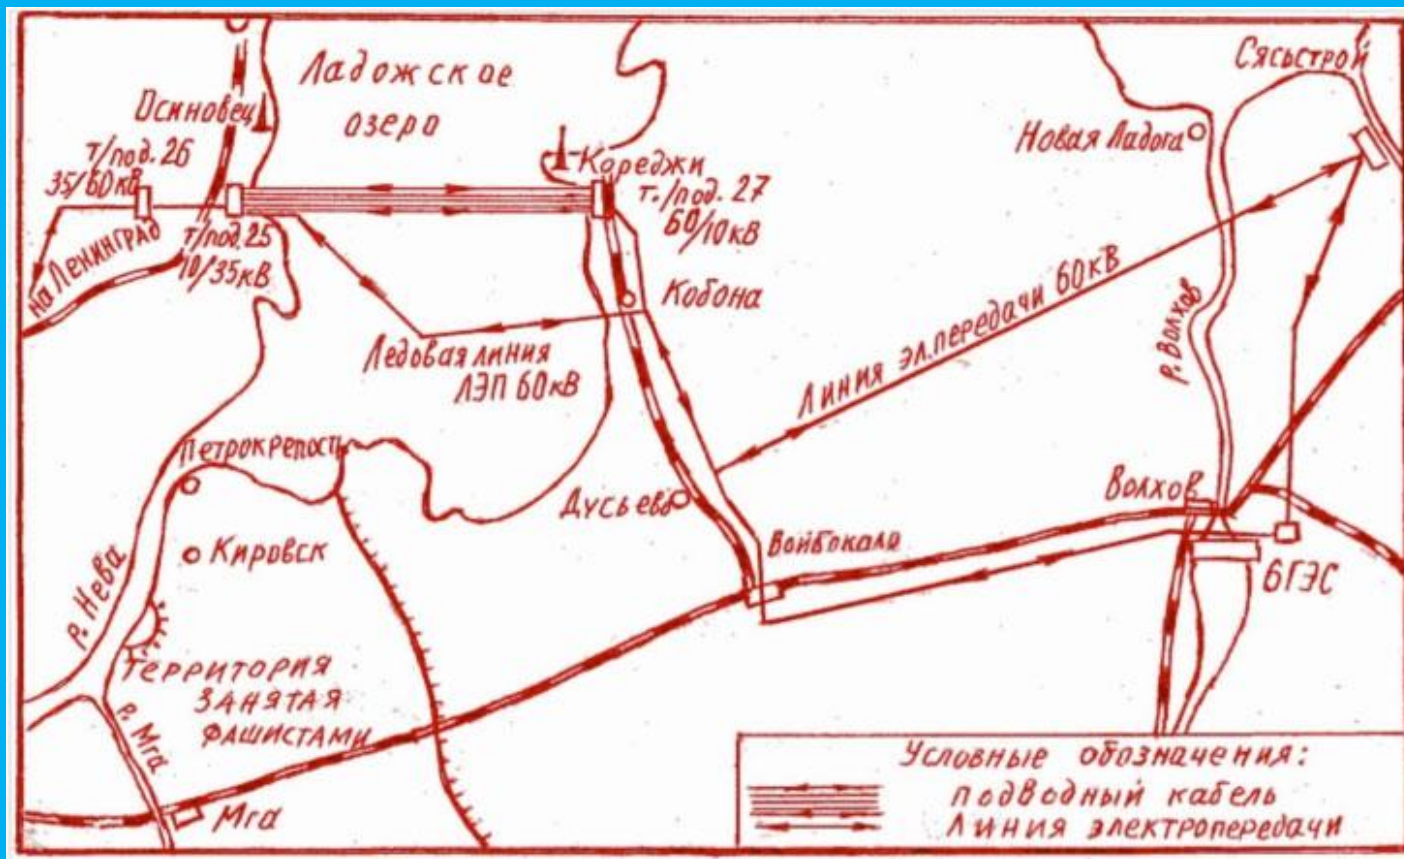 Ладожское
озеро
Сясьстрой
Осиновец
Новая Ладога
т/под. 26
35/60кВ
Кореджи
т./под. 27
60/10кВ
т/под. 25
10/35кВ
на Ленинград
Кобона
Линия эл.передачи 60кВ
р. Волхов
Ледовая линия
ЛЭП 60кВ
Петрокрепость
Дусьево
Волхов
Войбокало
Кировск
р. Нева
6ГЭС
Территория
занятая
фашистами
р. Мга
Мга
Условные обозначения:
подводный кабель
линия электропередачи